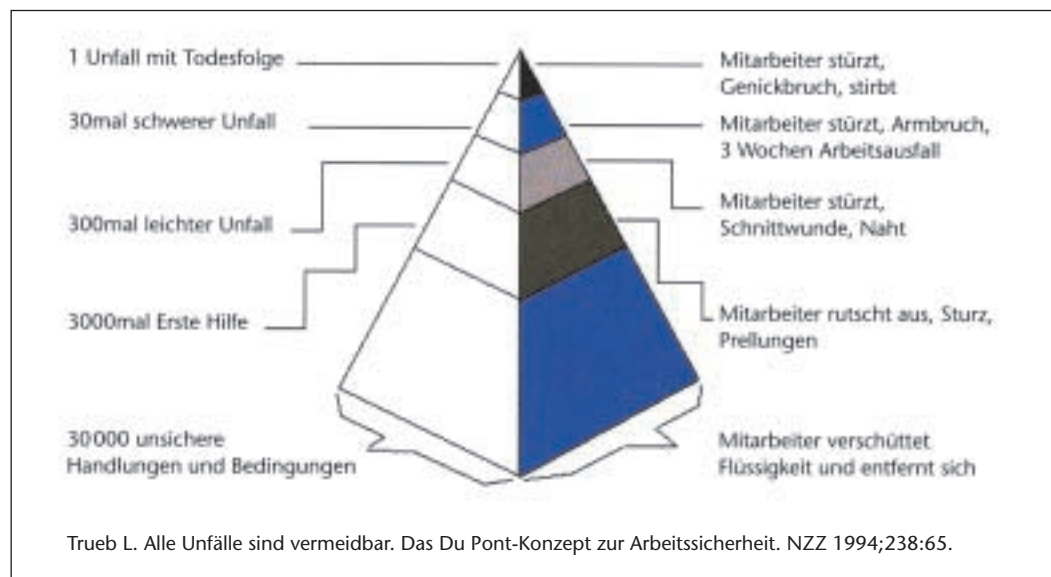 1 Unfall mit Todesfolge
30mal schwerer Unfall
300mal leichter Unfall
3000mal Erste Hilfe
30000 unsichere
Handlungen und Bedingungen
Mitarbeiter stürzt,
Genickbruch, stirbt
Mitarbeiter stürzt, Armbruch,
3 Wochen Arbeitsausfall
Mitarbeiter stürzt,
Schnittwunde, Naht
Mitarbeiter rutscht aus, Sturz,
Prellungen
Mitarbeiter verschüttet
Flüssigkeit und entfernt sich
Trueb L. Alle Unfälle sind vermeidbar. Das Du Pont-Konzept zur Arbeitssicherheit. NZZ 1994;238:65.